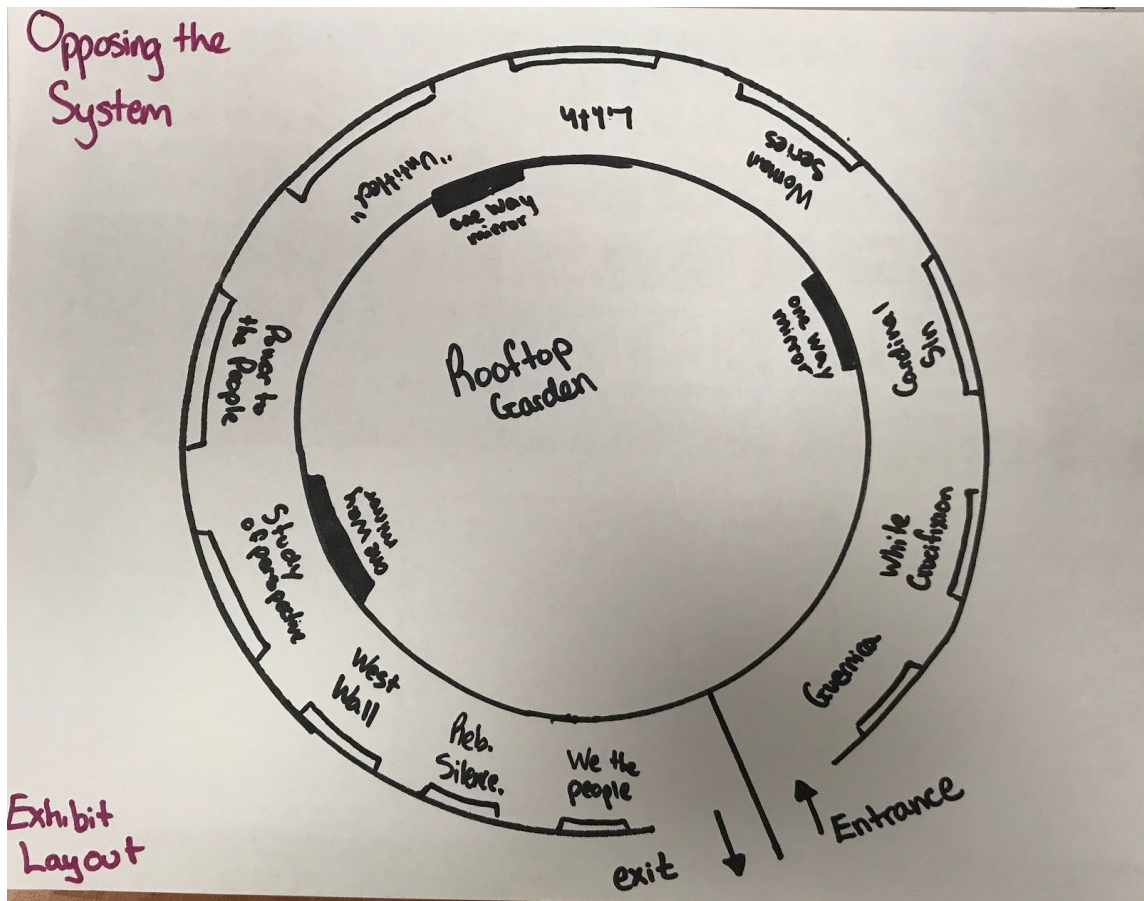 Opposing the
System
Lilith
"Untitled"
Woman
Series
one way
mirror
one way
mirror
Cardinal
Sin
Power to
the People
Rooftop
Garden
one way
mirror
White
Crucifixion
Study
of perspective
Guernica
West
Wall
Reb.
Silence.
We the
people
Entrance
exit
Exhibit
Layout